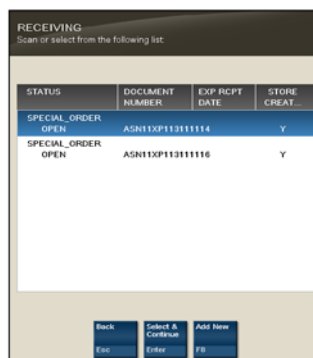 RECEIVING
Scan or select from the following list:
STATUS DOCUMENT NUMBER EXP RCPT DATE STORE CREAT...
SPECIAL_ORDER
OPEN ASN11XP113111114 Y
SPECIAL_ORDER
OPEN ASN11XP113111116 Y
Back Select & Continue Add New
Esc Enter F8